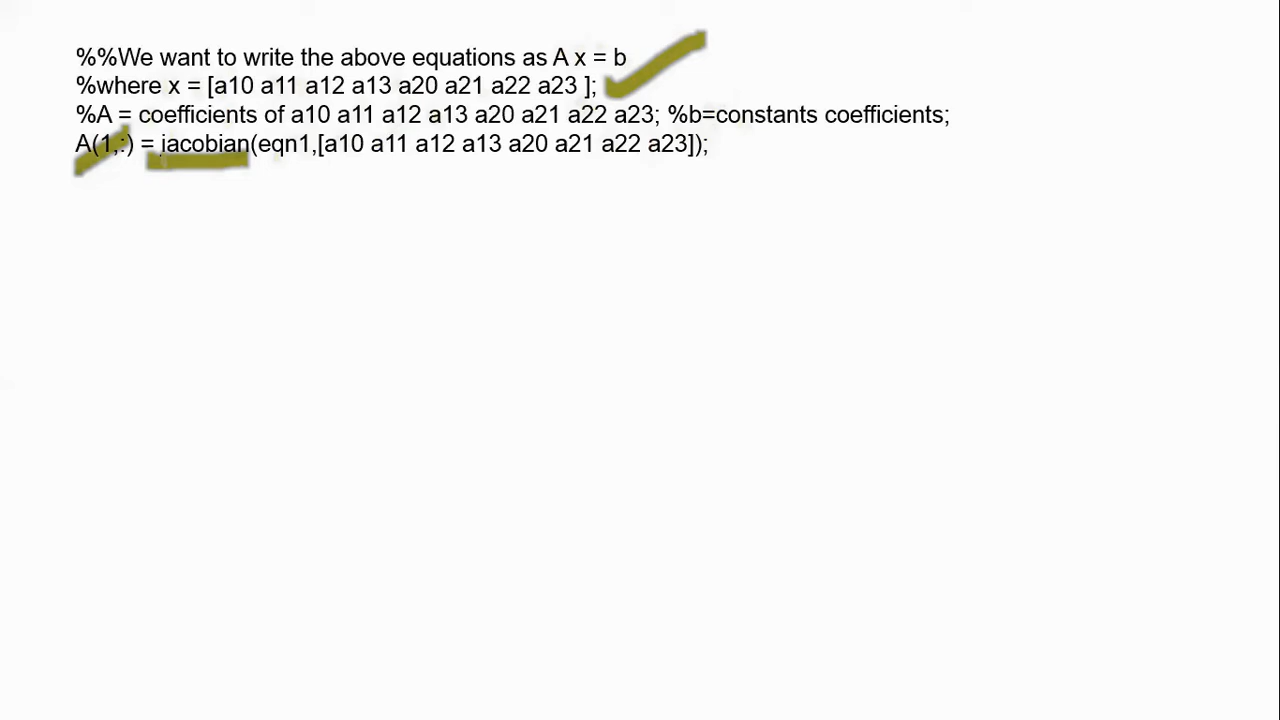 %%We want to write the above equations as A x = b
%where x = [a10 a11 a12 a13 a20 a21 a22 a23 ];
%A = coefficients of a10 a11 a12 a13 a20 a21 a22 a23; %b=constants coefficients;
A(1,:) = jacobian(eqn1,[a10 a11 a12 a13 a20 a21 a22 a23]);